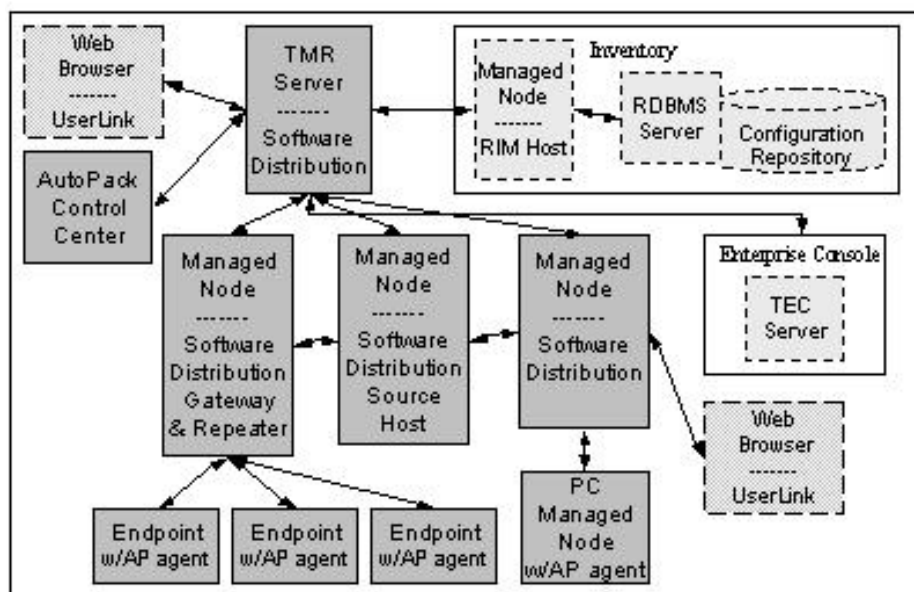 Web
Browser
------
UserLink
TMR
Server
------
Software
Distribution
Inventory
Managed
Node
------
RIM Host
RDBMS
Server
Configuration
Repository
AutoPack
Control
Center
Managed
Node
-------
Software
Distribution
Gateway
& Repeater
Managed
Node
-------
Software
Distribution
Source
Host
Managed
Node
-------
Software
Distribution
Enterprise Console
TEC
Server
Web
Browser
------
UserLink
Endpoint
w/AP agent
Endpoint
w/AP agent
Endpoint
w/AP agent
PC
Managed
Node
w/AP agent